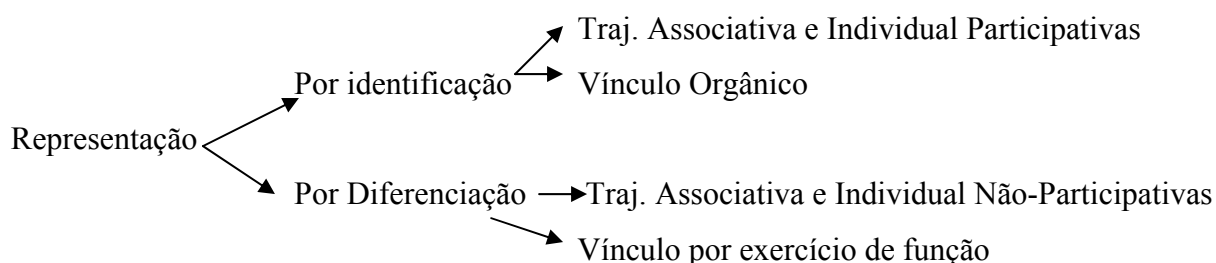 Traj. Associativa e Individual Participativas
Por identificação
Vínculo Orgânico
Representação
Por Diferenciação
Traj. Associativa e Individual Não-Participativas
Vínculo por exercício de função